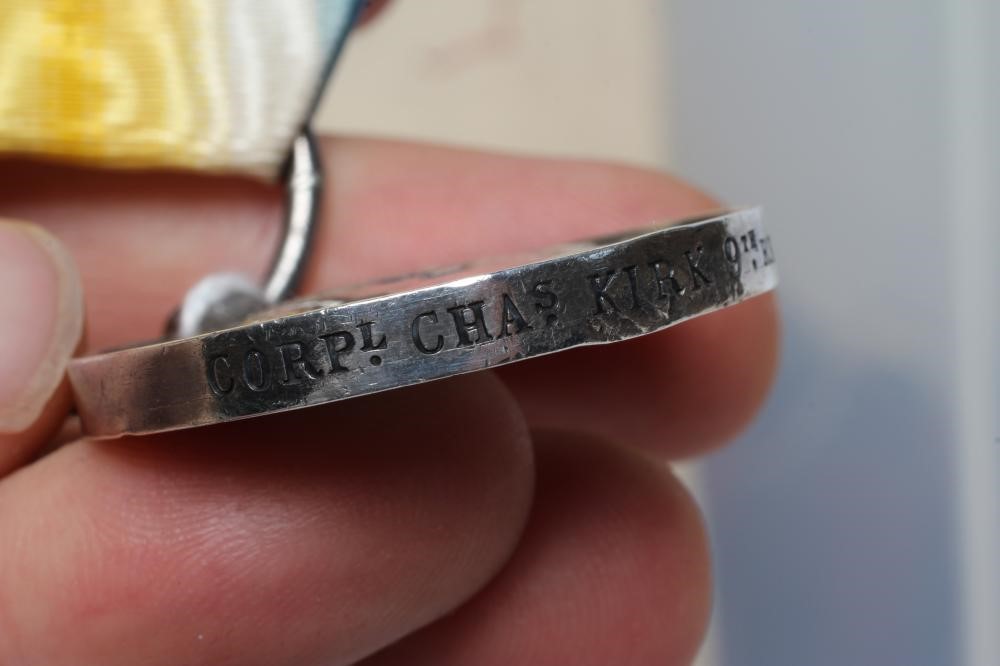 CORPL. CHAS. KIRK 9TH.